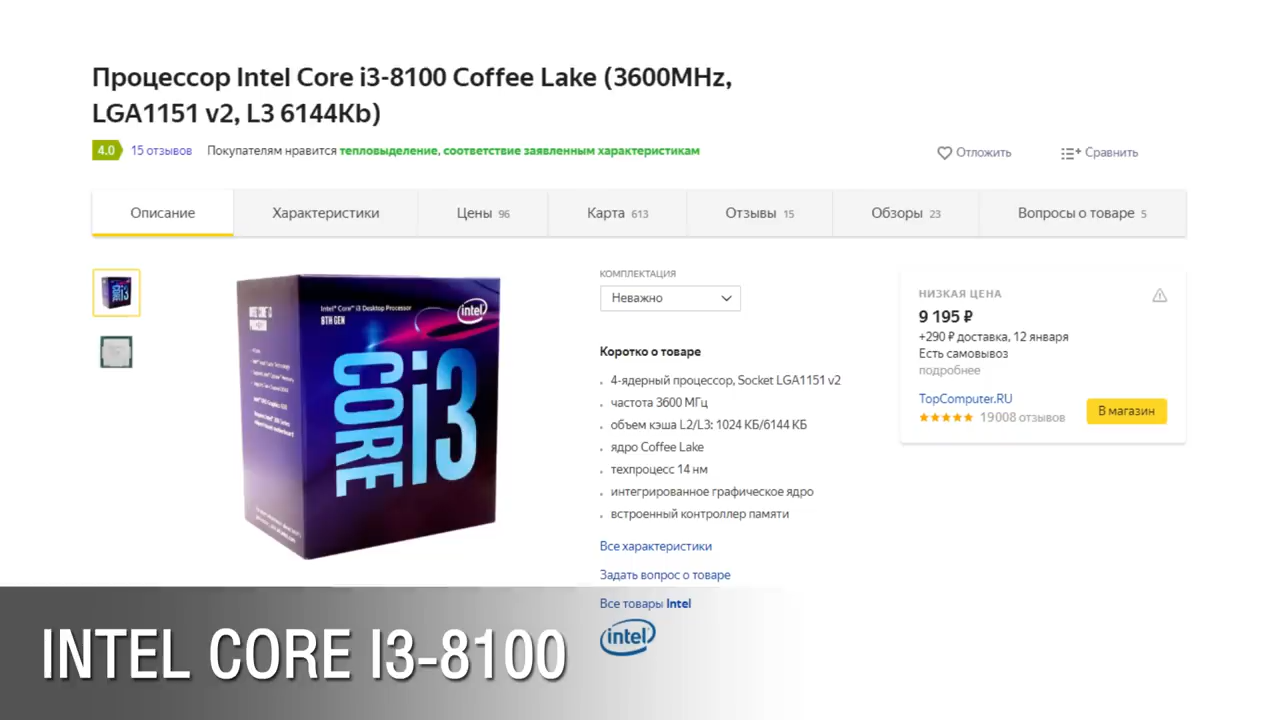 Процессор Intel Core i3-8100 Coffee Lake (3600MHz,
LGA1151 v2, L3 6144Kb)
4.0 15 отзывов Покупателям нравится тепловыделение, соответствие заявленным характеристикам
Отложить Сравнить
Описание Характеристики Цены 96 Карта 613 Отзывы 15 Обзоры 23 Вопросы о товаре 5
Intel® Core™ i3 Desktop Processor
8TH GEN
intel
CORE i3
КОМПЛЕКТАЦИЯ
Неважно
Коротко о товаре
4-ядерный процессор, Socket LGA1151 v2
частота 3600 МГц
объем кэша L2/L3: 1024 КБ/6144 КБ
ядро Coffee Lake
техпроцесс 14 нм
интегрированное графическое ядро
встроенный контроллер памяти
Все характеристики
Задать вопрос о товаре
Все товары Intel
intel
НИЗКАЯ ЦЕНА
9 195 ₽
+290 ₽ доставка, 12 января
Есть самовывоз
подробнее
TopComputer.RU
19008 отзывов
В магазин
INTEL CORE I3-8100